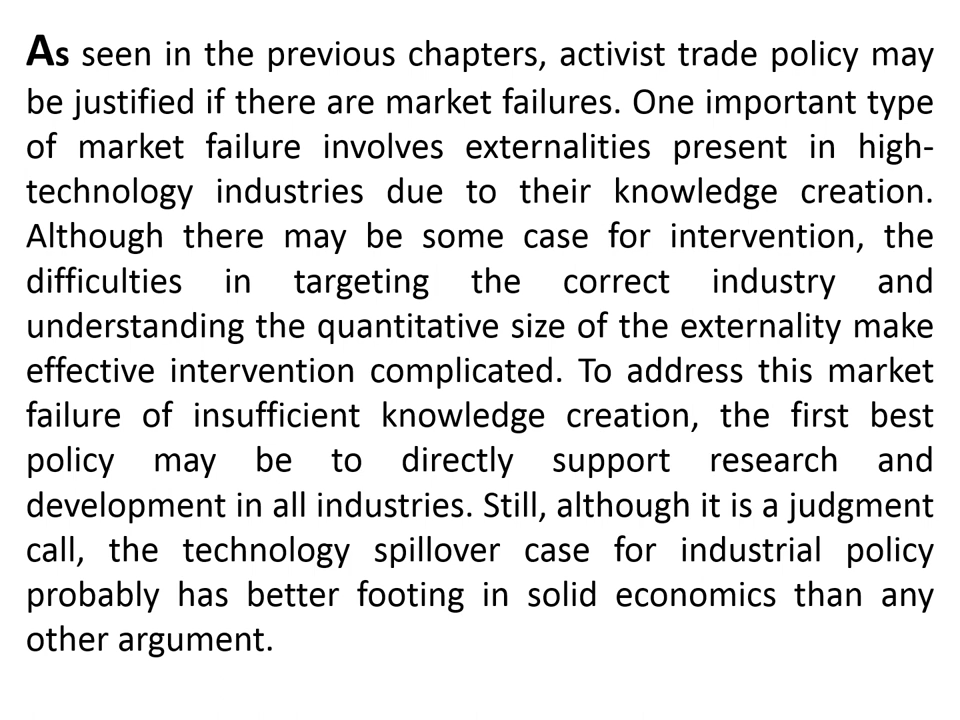 As seen in the previous chapters, activist trade policy may
be justified if there are market failures. One important type
of market failure involves externalities present in high-
technology industries due to their knowledge creation.
Although there may be some case for intervention, the
difficulties in targeting the correct industry and
understanding the quantitative size of the externality make
effective intervention complicated. To address this market
failure of insufficient knowledge creation, the first best
policy may be to directly support research and
development in all industries. Still, although it is a judgment
call, the technology spillover case for industrial policy
probably has better footing in solid economics than any
other argument.